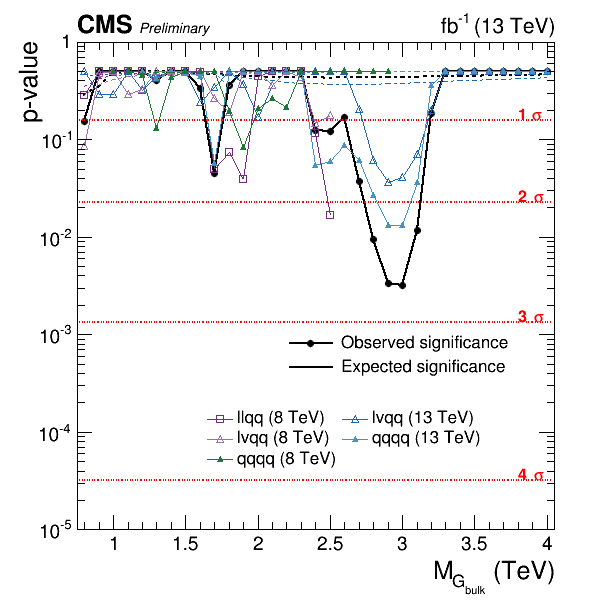 CMS Preliminary fb⁻¹ (13 TeV)
p-value
1
10⁻¹
10⁻²
10⁻³
10⁻⁴
10⁻⁵
1 σ
2 σ
3 σ
4 σ
Observed significance
Expected significance
llqq (8 TeV) lνqq (13 TeV)
lνqq (8 TeV) qqqq (13 TeV)
qqqq (8 TeV)
1 1.5 2 2.5 3 3.5 4
M_G_bulk (TeV)